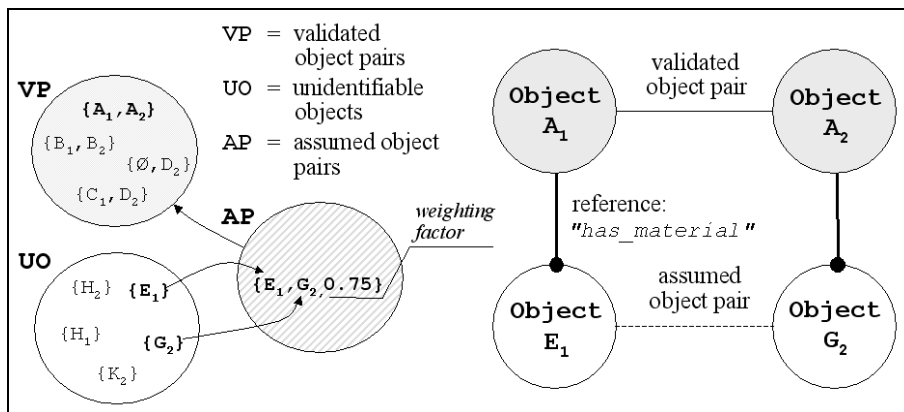 VP = validated
object pairs
UO = unidentifiable
objects
AP = assumed object
pairs
VP
{A₁,A₂}
{B₁,B₂}
{Ø,D₂}
{C₁,D₂}
AP
weighting
factor
{E₁,G₂,0.75}
UO
{H₂}
{E₁}
{H₁}
{G₂}
{K₂}
Object
A₁
validated
object pair
Object
A₂
reference:
"has_material"
Object
E₁
assumed
object pair
Object
G₂